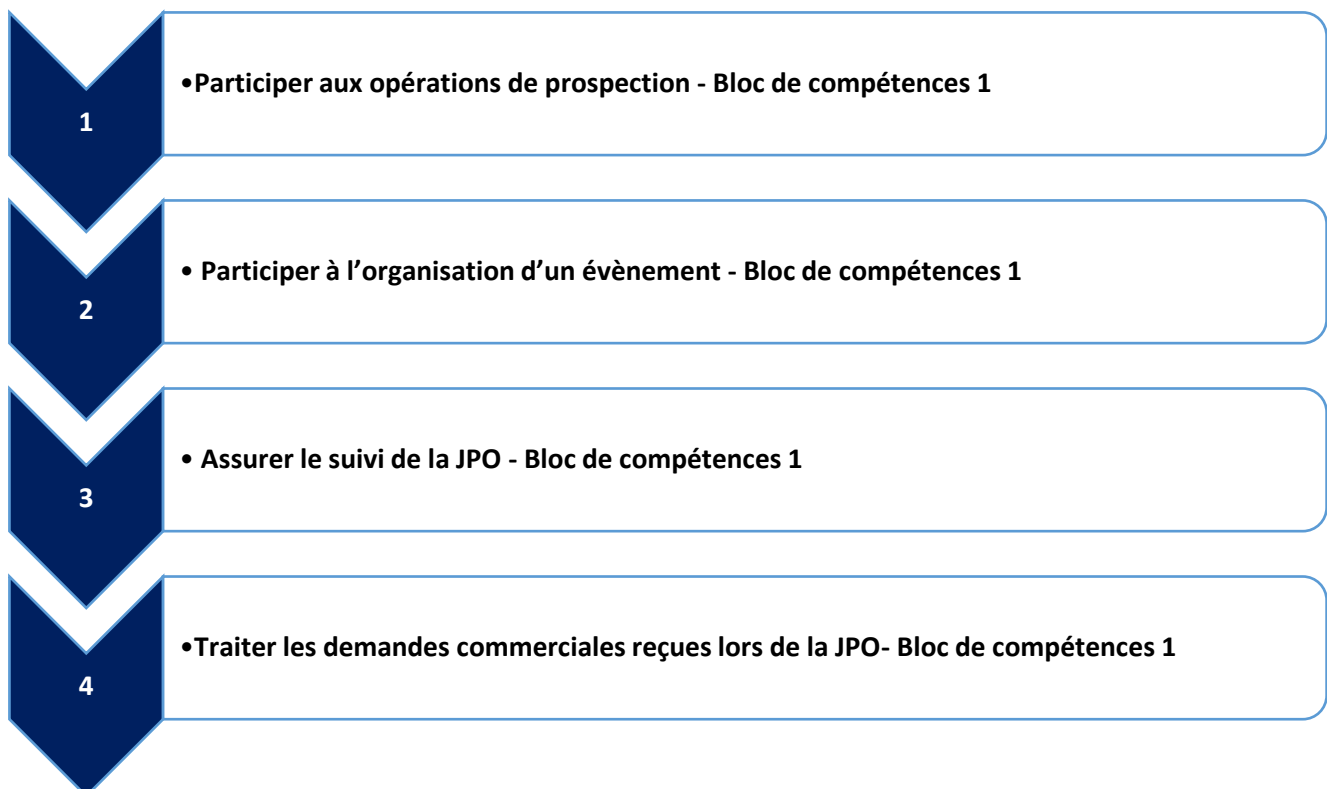 1
•Participer aux opérations de prospection - Bloc de compétences 1
2
• Participer à l’organisation d’un évènement - Bloc de compétences 1
3
• Assurer le suivi de la JPO - Bloc de compétences 1
4
•Traiter les demandes commerciales reçues lors de la JPO- Bloc de compétences 1